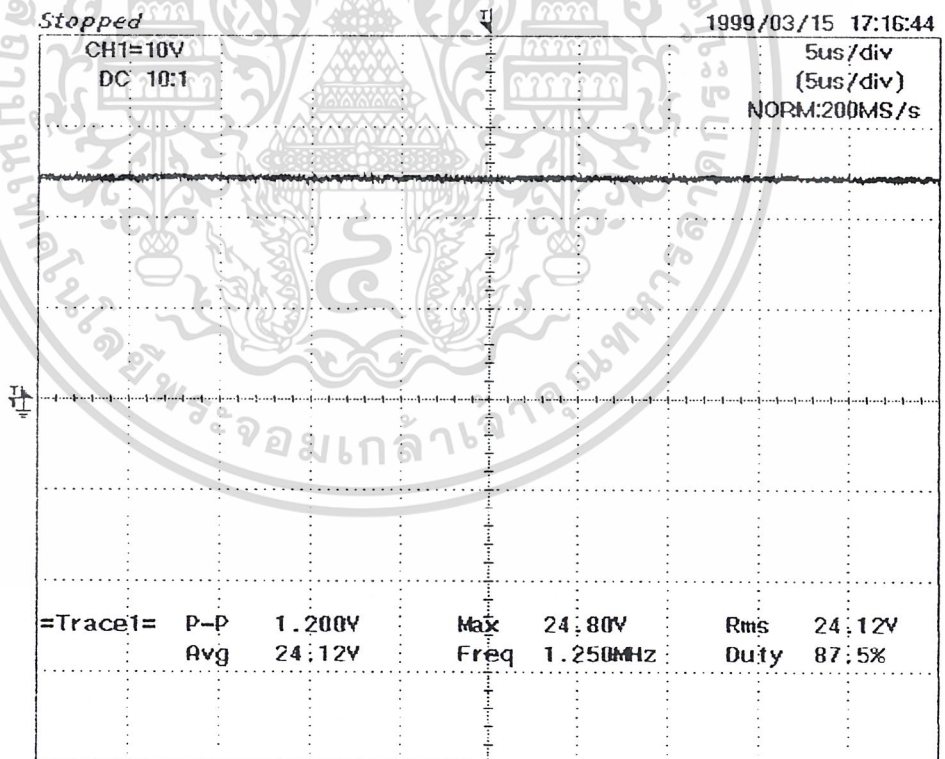 Stopped
1999/03/15 17:16:44
CH1=10V
5us/div
DC 10:1
(5us/div)
NORM:200MS/s
=Trace1= P-P 1.200V Max 24.80V Rms 24.12V
Avg 24.12V Freq 1.250MHz Duty 87.5%